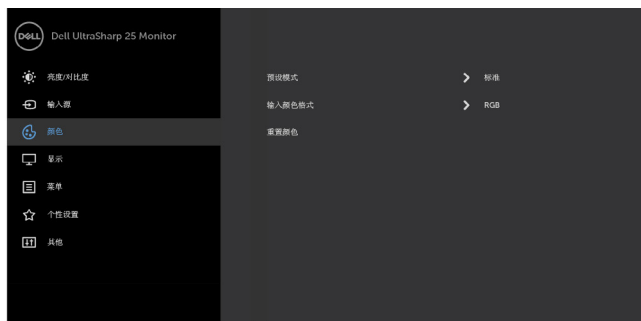 DELL Dell UltraSharp 25 Monitor
亮度/对比度
预设模式 标准
输入源
输入颜色格式 RGB
颜色
重置颜色
显示
菜单
个性设置
其他